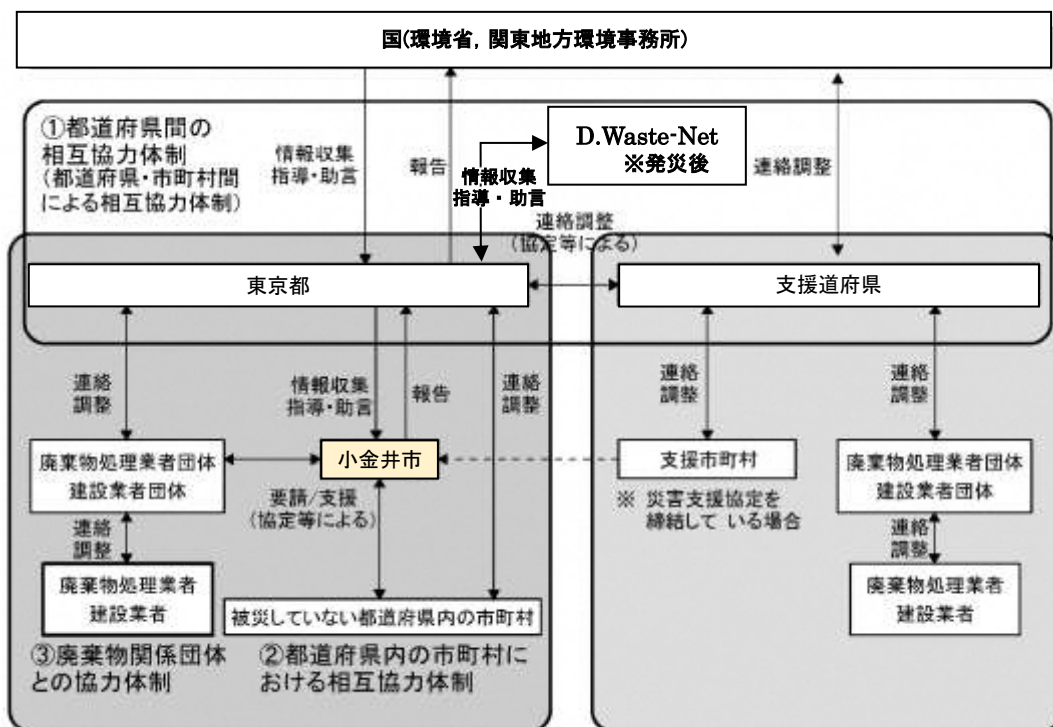 国(環境省，関東地方環境事務所)
①都道府県間の
相互協力体制
(都道府県・市町村間
による相互協力体制)
情報収集
指導・助言
報告
D.Waste-Net
※発災後
情報収集
指導・助言
連絡調整
連絡調整
(協定等による)
東京都
支援道府県
連絡
調整
情報収集
指導・助言
報告
連絡
調整
連絡
調整
連絡
調整
廃棄物処理業者団体
建設業者団体
小金井市
支援市町村
廃棄物処理業者団体
建設業者団体
要請/支援
(協定等による)
※ 災害支援協定を
締結して いる場合
連絡
調整
連絡
調整
廃棄物処理業者
建設業者
被災していない都道府県内の市町村
廃棄物処理業者
建設業者
③廃棄物関係団体
との協力体制
②都道府県内の市町村に
おける相互協力体制